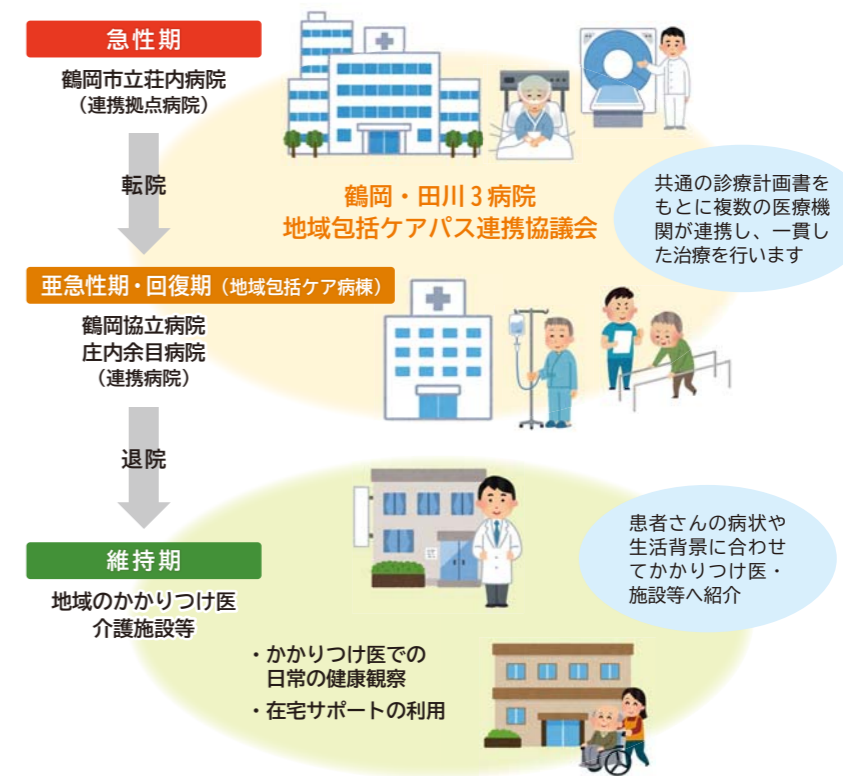 急性期
鶴岡市立荘内病院
（連携拠点病院）
転院
鶴岡・田川３病院
地域包括ケアパス連携協議会
共通の診療計画書を
もとに複数の医療機
関が連携し、一貫し
た治療を行います
亜急性期・回復期（地域包括ケア病棟）
鶴岡協立病院
庄内余目病院
（連携病院）
退院
維持期
地域のかかりつけ医
介護施設等
患者さんの病状や
生活背景に合わせ
てかかりつけ医・
施設等へ紹介
・かかりつけ医での
日常の健康観察
・在宅サポートの利用